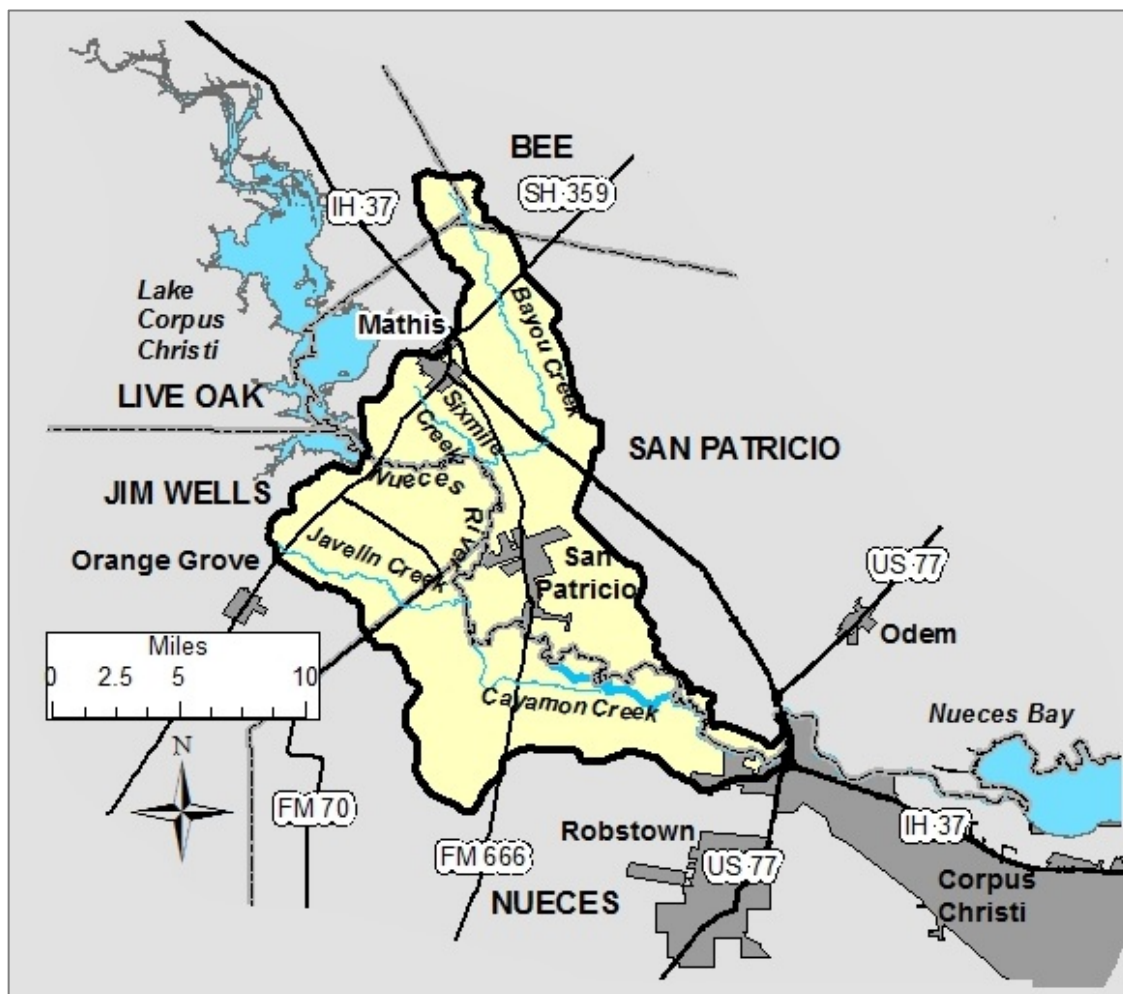 BEE
SH 359
IH 37
Lake
Corpus
Christi
Mathis
Bayou Creek
LIVE OAK
Sixmile
Creek
SAN PATRICIO
JIM WELLS
Nueces
River
Orange Grove
Javelin Creek
San
Patricio
US 77
Odem
Miles
0 2.5 5 10
Cayamon Creek
Nueces Bay
N
FM 70
FM 666
Robstown
US 77
IH 37
NUECES
Corpus
Christi